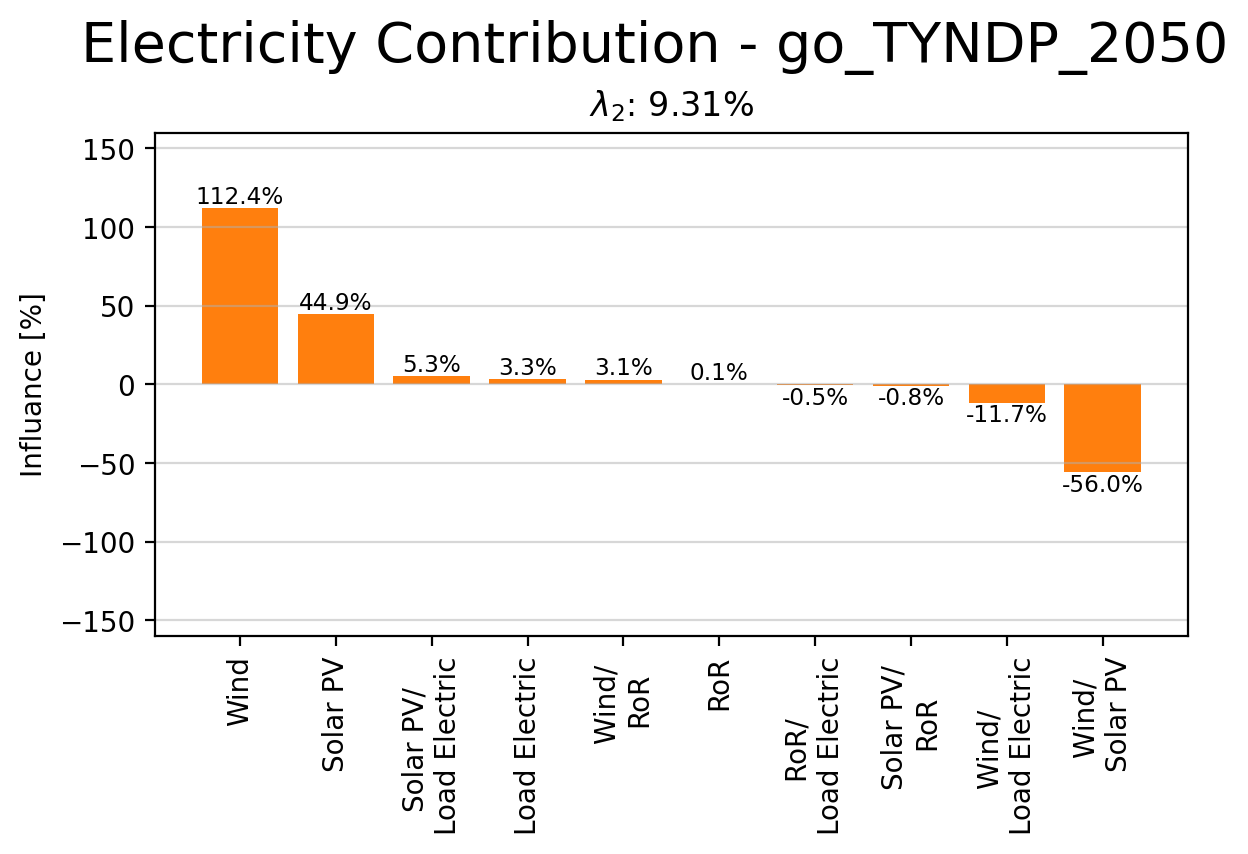 Electricity Contribution - go_TYNDP_2050
λ2: 9.31%
Influance [%]
150
100
50
0
−50
−100
−150
112.4%
44.9%
5.3%
3.3%
3.1%
0.1%
-0.5%
-0.8%
-11.7%
-56.0%
Wind
Solar PV
Solar PV/
Load Electric
Load Electric
Wind/
RoR
RoR
RoR/
Load Electric
Solar PV/
RoR
Wind/
Load Electric
Wind/
Solar PV